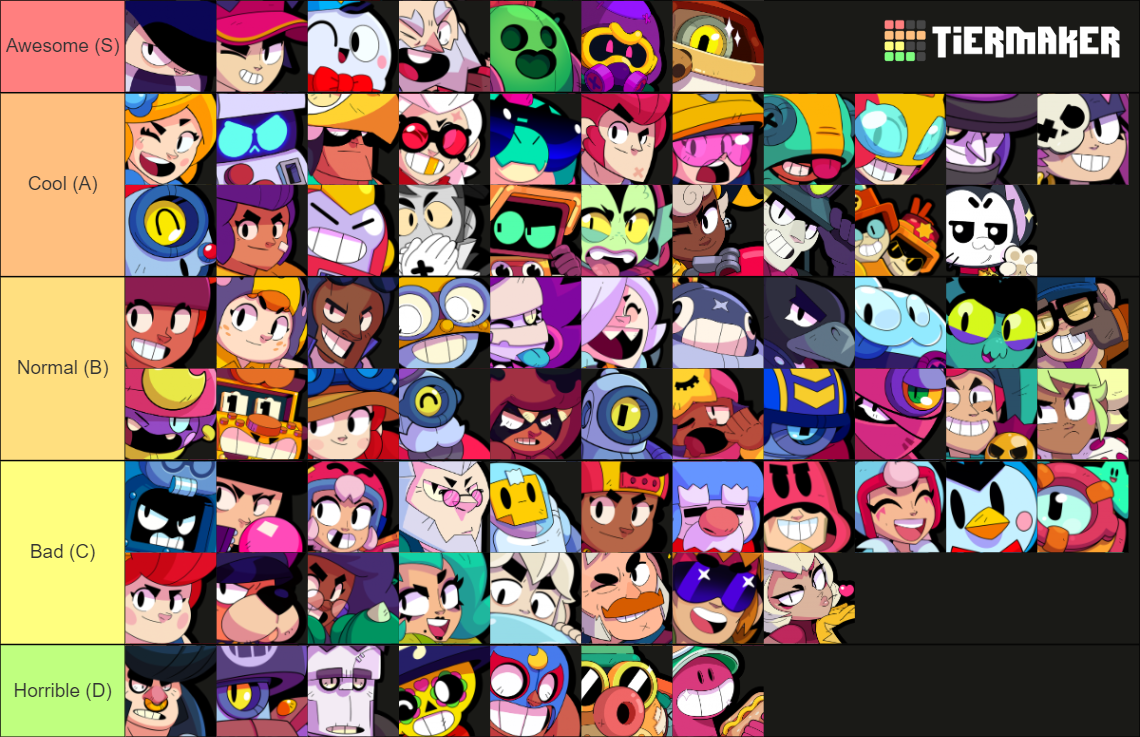 Awesome (S)
TiERMAKER
Cool (A)
Normal (B)
Bad (C)
Horrible (D)